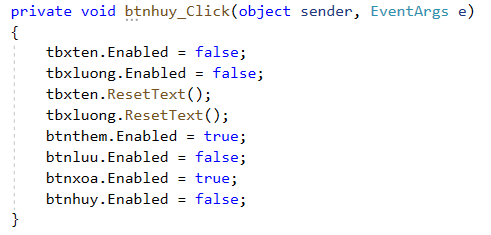 private void btnhuy_Click(object sender, EventArgs e)
{
    tbxten.Enabled = false;
    tbxluong.Enabled = false;
    tbxten.ResetText();
    tbxluong.ResetText();
    btnthem.Enabled = true;
    btnluu.Enabled = false;
    btnxoa.Enabled = true;
    btnhuy.Enabled = false;
}